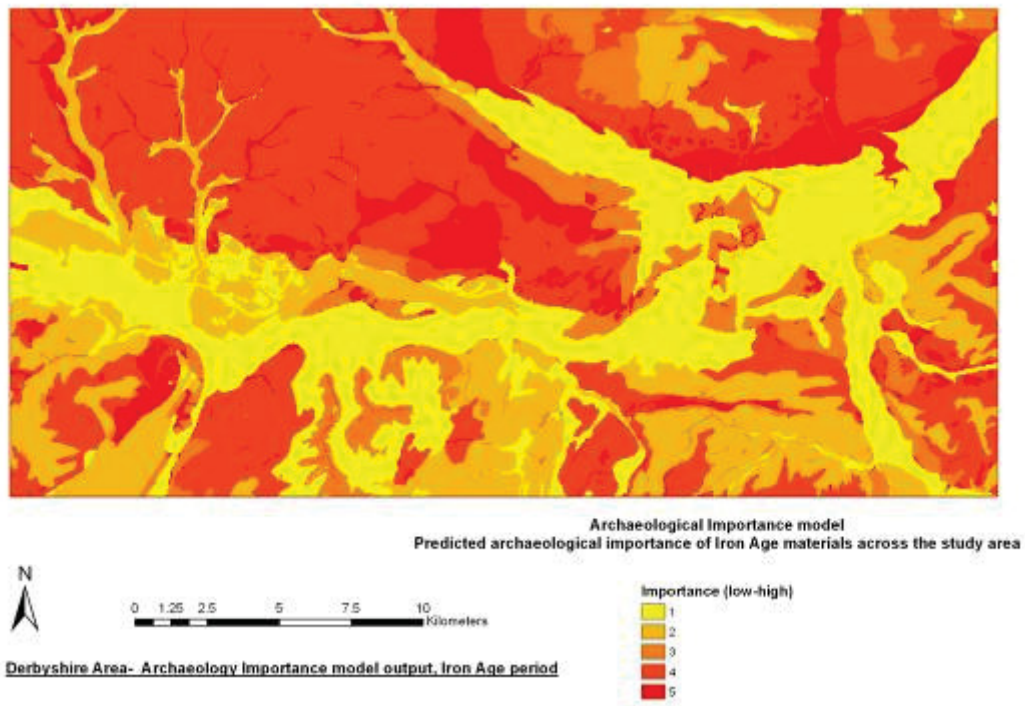 Archaeological Importance model
Predicted archaeological importance of Iron Age materials across the study area
N
0 1.25 2.5 5 7.5 10
Kilometers
Importance (low-high)
1
2
3
4
5
Derbyshire Area- Archaeology Importance model output, Iron Age period